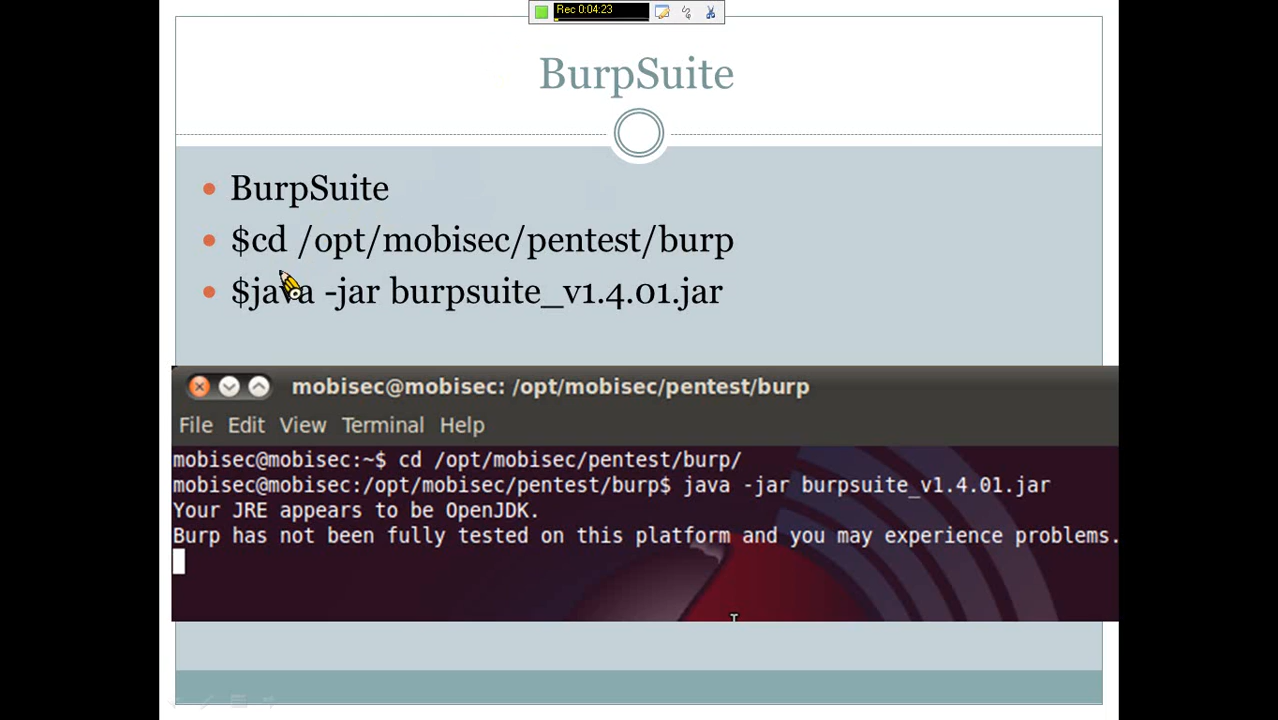 Rec 0:04:23
BurpSuite
BurpSuite
$cd /opt/mobisec/pentest/burp
$java -jar burpsuite_v1.4.01.jar
mobisec@mobisec: /opt/mobisec/pentest/burp
File Edit View Terminal Help
mobisec@mobisec:~$ cd /opt/mobisec/pentest/burp/
mobisec@mobisec:/opt/mobisec/pentest/burp$ java -jar burpsuite_v1.4.01.jar
Your JRE appears to be OpenJDK.
Burp has not been fully tested on this platform and you may experience problems.